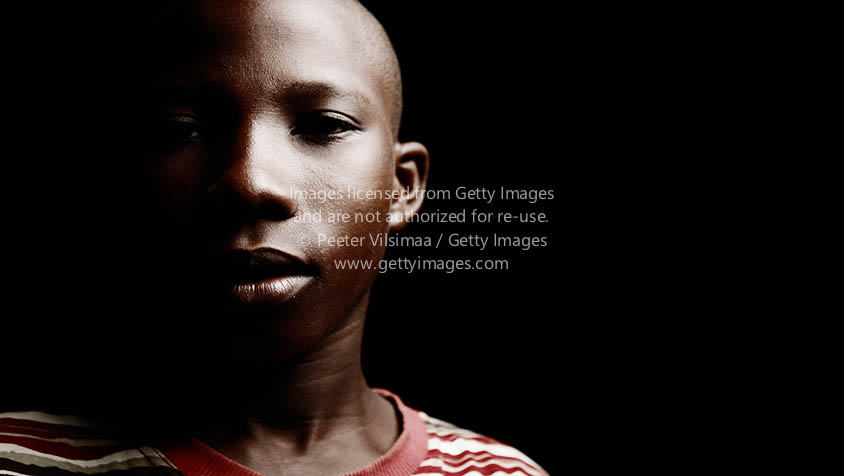 Images licensed from Getty Images
and are not authorized for re-use.
© Peeter Vilsimaa / Getty Images
www.gettyimages.com